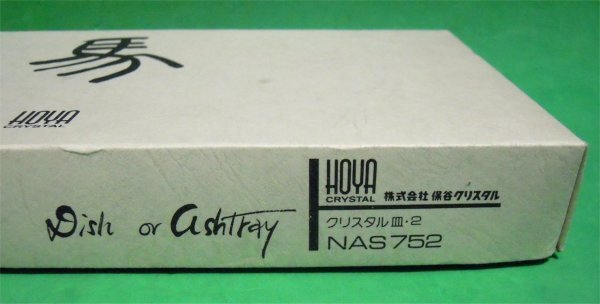 馬
HOYA
CRYSTAL
Dish or Ashtray
HOYA
CRYSTAL 株式会社 保谷クリスタル
クリスタル皿・2
NAS752